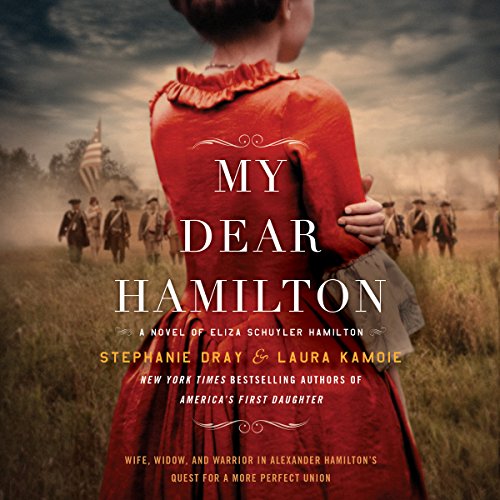 MY
DEAR
HAMILTON
A NOVEL OF ELIZA SCHUYLER HAMILTON
STEPHANIE DRAY & LAURA KAMOIE
NEW YORK TIMES BESTSELLING AUTHORS OF
AMERICA'S FIRST DAUGHTER
WIFE, WIDOW, AND WARRIOR IN ALEXANDER HAMILTON'S
QUEST FOR A MORE PERFECT UNION